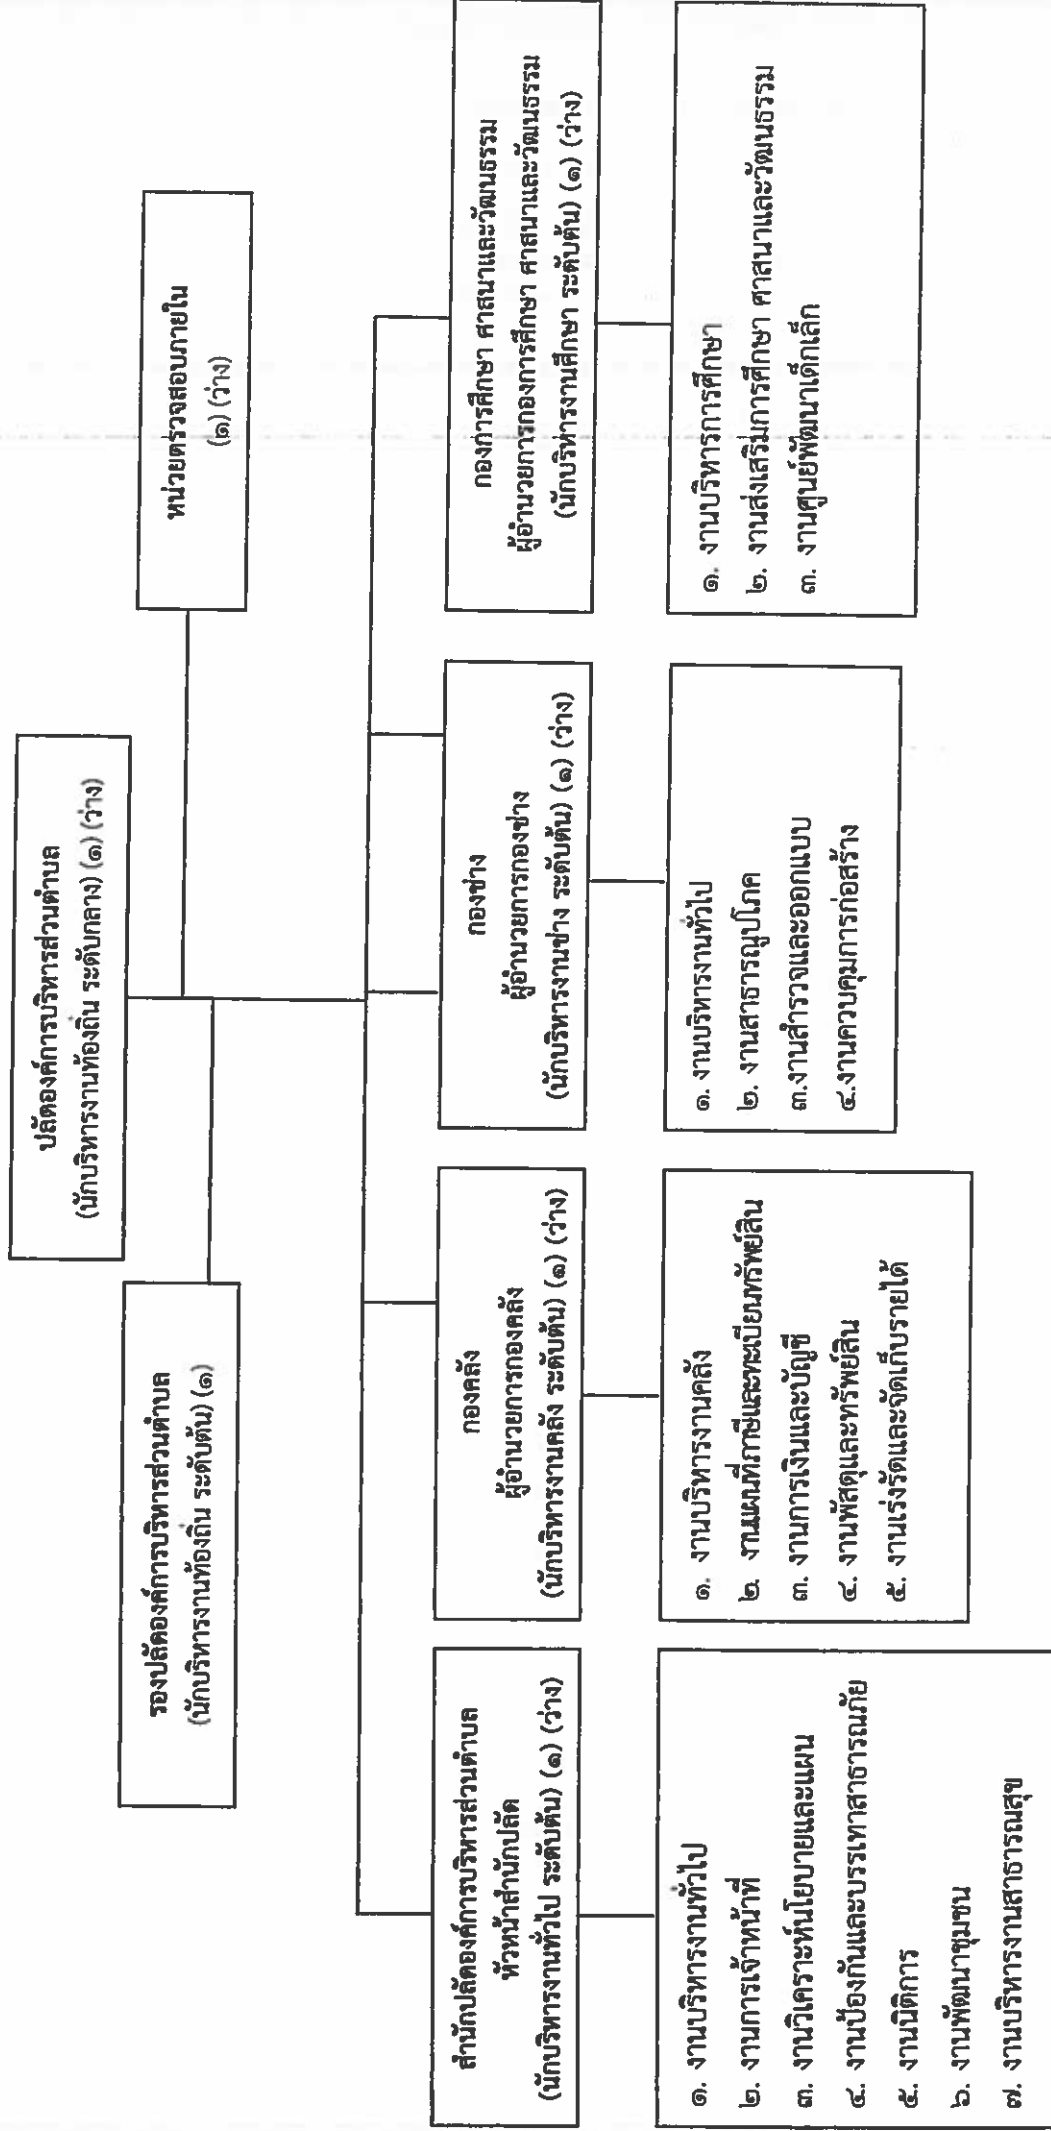 ปลัดองค์การบริหารส่วนตำบล
(นักบริหารงานท้องถิ่น ระดับกลาง) (๑) (ว่าง)
รองปลัดองค์การบริหารส่วนตำบล
(นักบริหารงานท้องถิ่น ระดับต้น) (๑)
หน่วยตรวจสอบภายใน
(๑) (ว่าง)
สำนักปลัดองค์การบริหารส่วนตำบล
หัวหน้าสำนักปลัด
(นักบริหารงานทั่วไป ระดับต้น) (๑) (ว่าง)
กองคลัง
ผู้อำนวยการกองคลัง
(นักบริหารงานคลัง ระดับต้น) (๑) (ว่าง)
กองช่าง
ผู้อำนวยการกองช่าง
(นักบริหารงานช่าง ระดับต้น) (๑) (ว่าง)
กองการศึกษา ศาสนาและวัฒนธรรม
ผู้อำนวยการกองการศึกษา ศาสนาและวัฒนธรรม
(นักบริหารงานศึกษา ระดับต้น) (๑) (ว่าง)
๑. งานบริหารงานทั่วไป
๒. งานการเจ้าหน้าที่
๓. งานวิเคราะห์นโยบายและแผน
๔. งานป้องกันและบรรเทาสาธารณภัย
๕. งานนิติการ
๖. งานพัฒนาชุมชน
๗. งานบริหารงานสาธารณสุข
๑. งานบริหารงานคลัง
๒. งานแผนที่ภาษีและทะเบียนทรัพย์สิน
๓. งานการเงินและบัญชี
๔. งานพัสดุและทรัพย์สิน
๕. งานเร่งรัดและจัดเก็บรายได้
๑. งานบริหารงานทั่วไป
๒. งานสาธารณูปโภค
๓.งานสำรวจและออกแบบ
๔.งานควบคุมการก่อสร้าง
๑. งานบริหารการศึกษา
๒. งานส่งเสริมการศึกษา ศาสนาและวัฒนธรรม
๓. งานศูนย์พัฒนาเด็กเล็ก